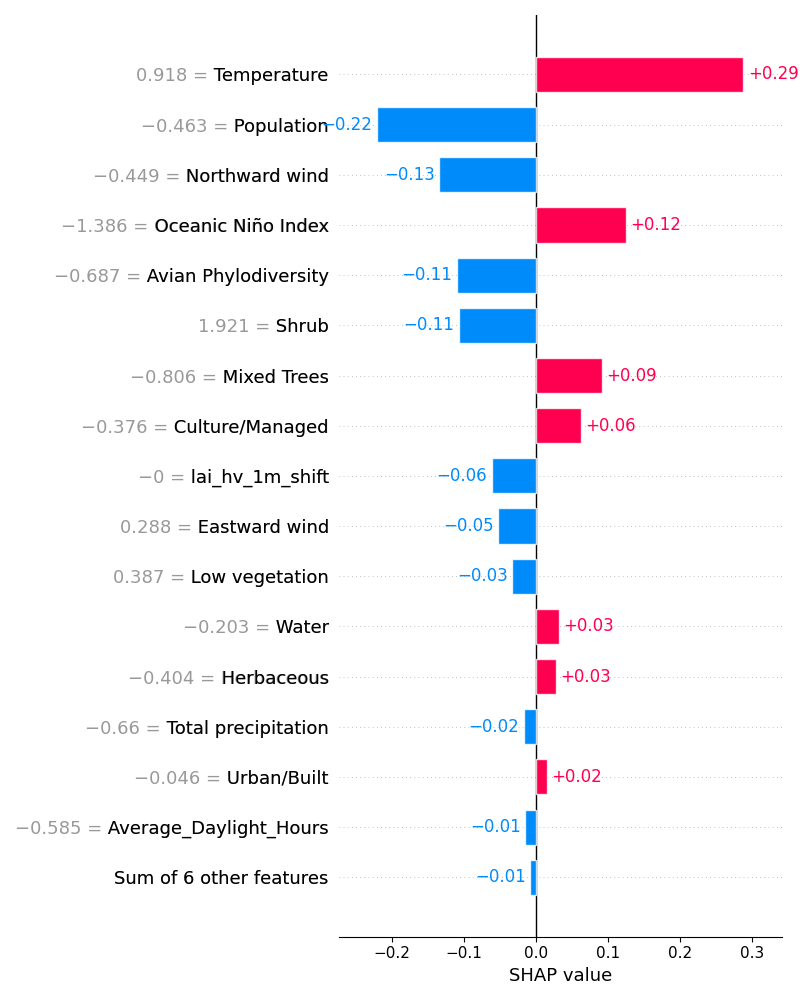 0.918 = Temperature +0.29
−0.463 = Population −0.22
−0.449 = Northward wind −0.13
−1.386 = Oceanic Niño Index +0.12
−0.687 = Avian Phylodiversity −0.11
1.921 = Shrub −0.11
−0.806 = Mixed Trees +0.09
−0.376 = Culture/Managed +0.06
−0 = lai_hv_1m_shift −0.06
0.288 = Eastward wind −0.05
0.387 = Low vegetation −0.03
−0.203 = Water +0.03
−0.404 = Herbaceous +0.03
−0.66 = Total precipitation −0.02
−0.046 = Urban/Built +0.02
−0.585 = Average_Daylight_Hours −0.01
Sum of 6 other features −0.01
−0.2 −0.1 0.0 0.1 0.2 0.3
SHAP value